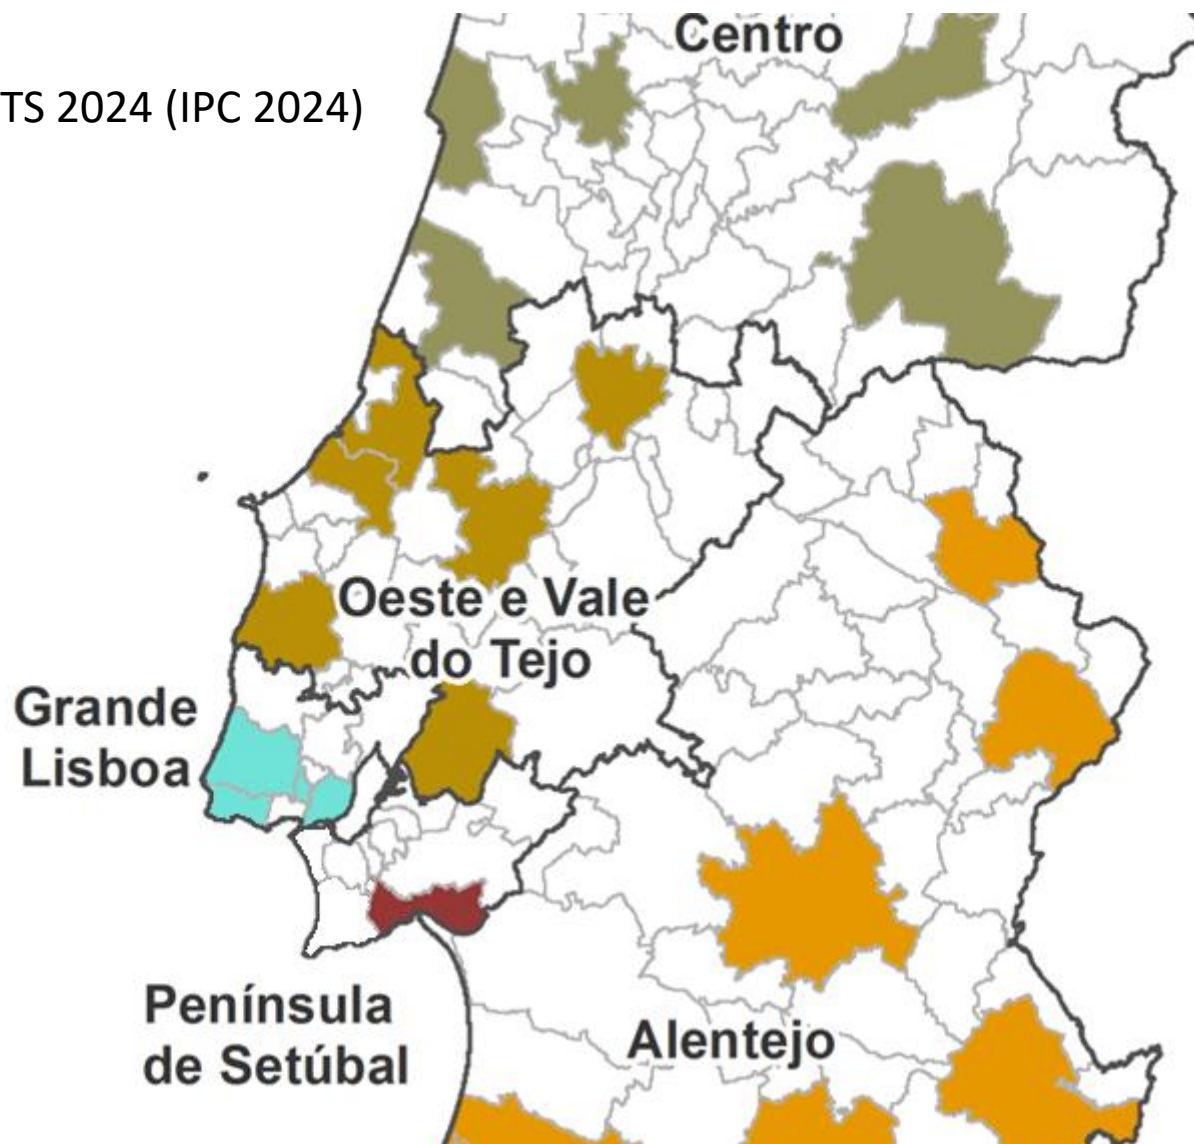 Centro
TS 2024 (IPC 2024)
Oeste e Vale
do Tejo
Grande
Lisboa
Península
de Setúbal
Alentejo